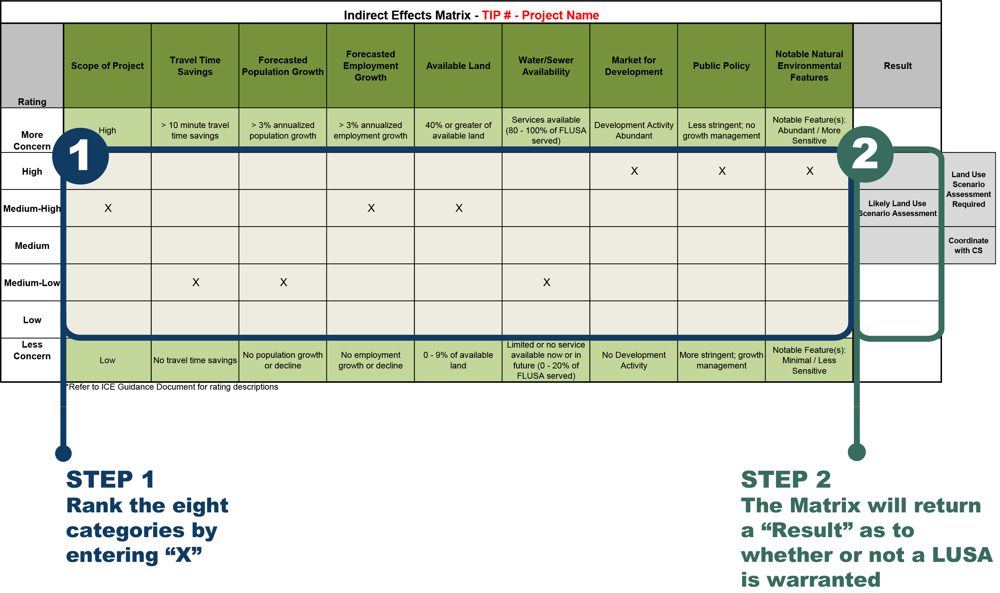 Indirect Effects Matrix - TIP # - Project Name
Rating
Scope of Project
Travel Time
Savings
Forecasted
Population Growth
Forecasted
Employment
Growth
Available Land
Water/Sewer
Availability
Market for
Development
Public Policy
Notable Natural
Environmental
Features
Result
More
Concern
High
> 10 minute travel
time savings
> 3% annualized
population growth
> 3% annualized
employment growth
40% or greater of
available land
Services available
(80 - 100% of FLUSA
served)
Development Activity
Abundant
Less stringent; no
growth management
Notable Feature(s):
Abundant / More
Sensitive
1
2
High
X
X
X
Land Use
Scenario
Assessment
Required
Medium-High
X
X
X
Likely Land Use
Scenario Assessment
Medium
Coordinate
with CS
Medium-Low
X
X
X
Low
Less
Concern
Low
No travel time savings
No population growth
or decline
No employment
growth or decline
0 - 9% of available
land
Limited or no service
available now or in
future (0 - 20% of
FLUSA served)
No Development
Activity
More stringent; growth
management
Notable Feature(s):
Minimal / Less
Sensitive
*Refer to ICE Guidance Document for rating descriptions
STEP 1
Rank the eight
categories by
entering “X”
STEP 2
The Matrix will return
a “Result” as to
whether or not a LUSA
is warranted